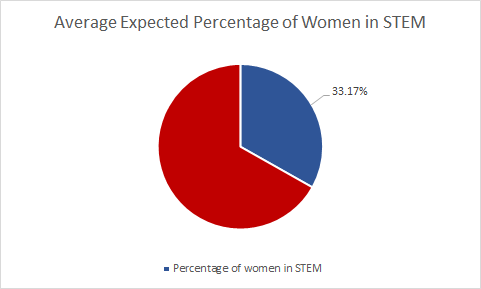 Average Expected Percentage of Women in STEM
33.17%
Percentage of women in STEM